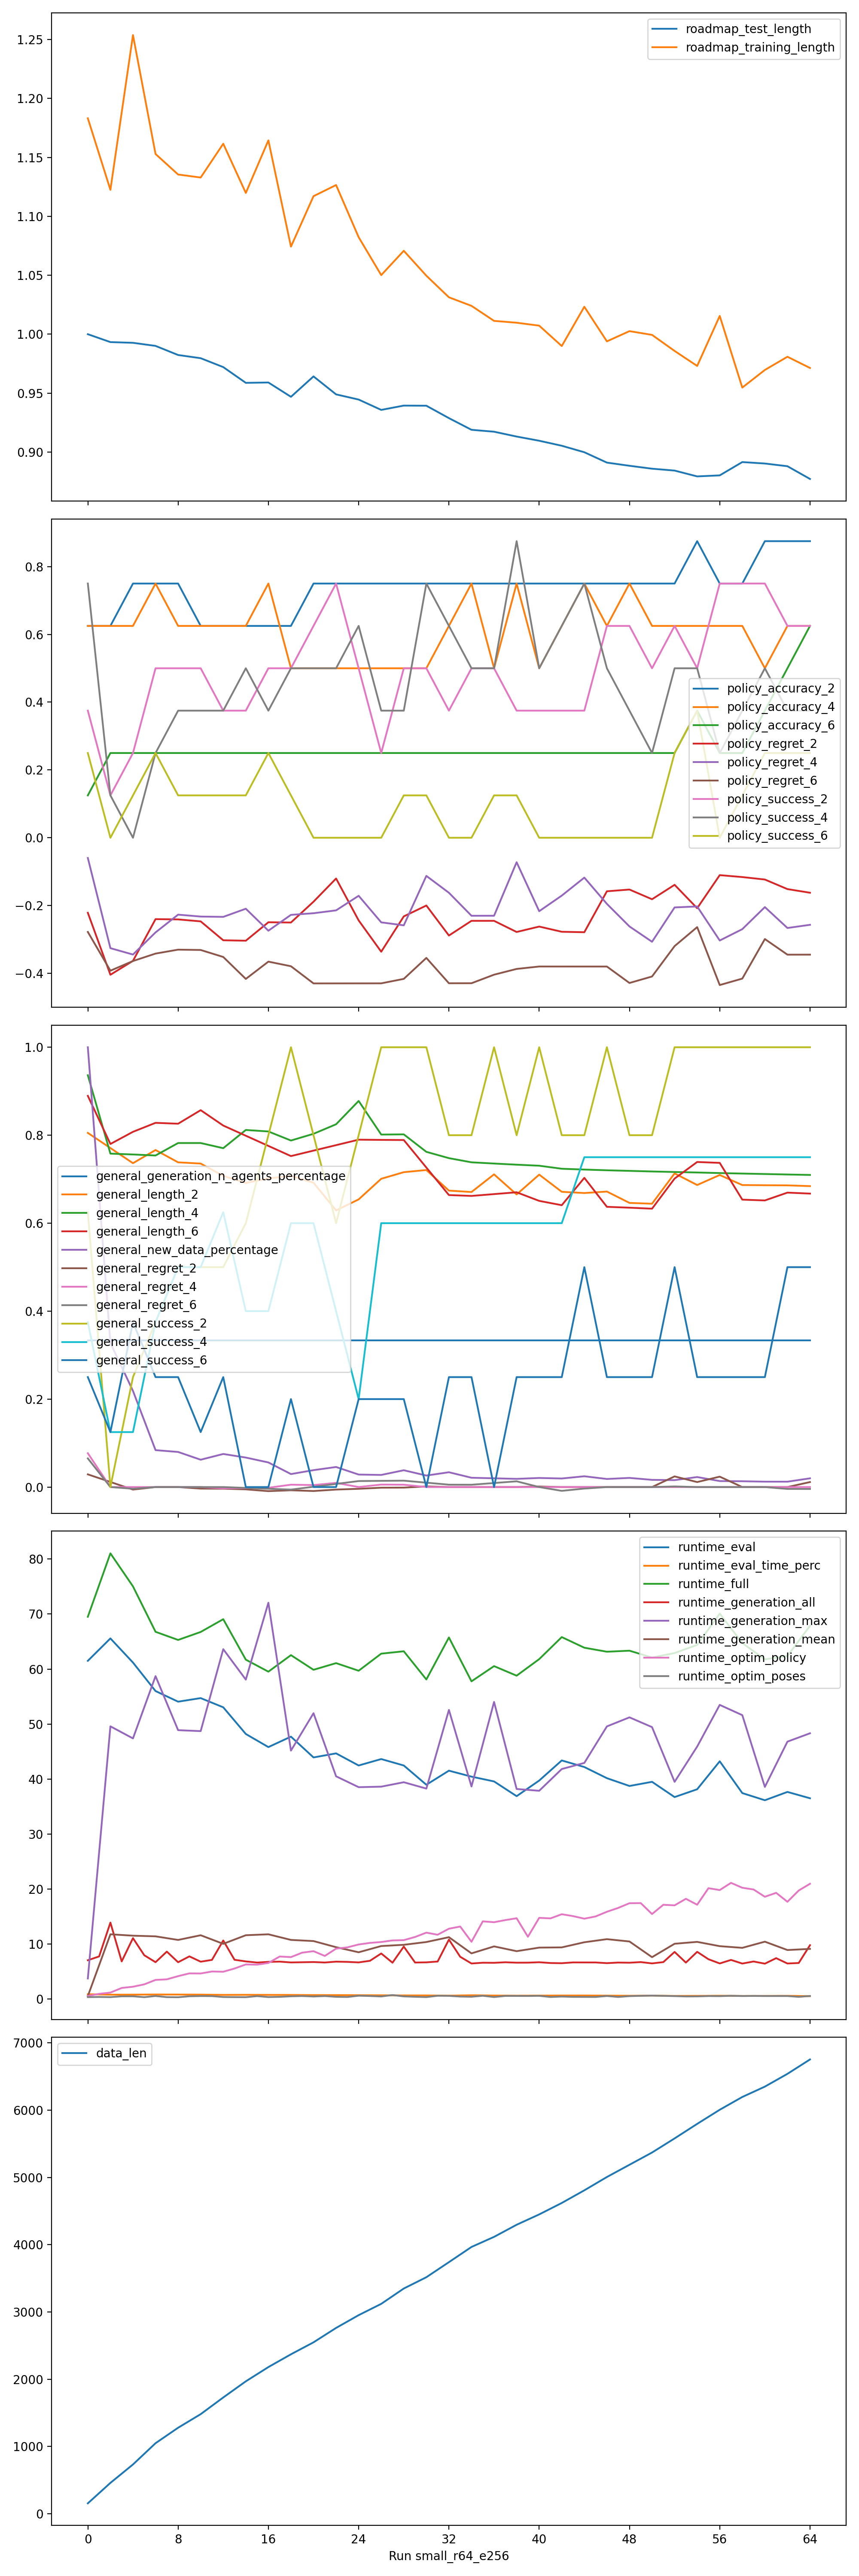 1.25
1.20
1.15
1.10
1.05
1.00
0.95
0.90
roadmap_test_length
roadmap_training_length
0.8
0.6
0.4
0.2
0.0
−0.2
−0.4
policy_accuracy_2
policy_accuracy_4
policy_accuracy_6
policy_regret_2
policy_regret_4
policy_regret_6
policy_success_2
policy_success_4
policy_success_6
1.0
0.8
0.6
0.4
0.2
0.0
general_generation_n_agents_percentage
general_length_2
general_length_4
general_length_6
general_new_data_percentage
general_regret_2
general_regret_4
general_regret_6
general_success_2
general_success_4
general_success_6
80
70
60
50
40
30
20
10
0
runtime_eval
runtime_eval_time_perc
runtime_full
runtime_generation_all
runtime_generation_max
runtime_generation_mean
runtime_optim_policy
runtime_optim_poses
7000
6000
5000
4000
3000
2000
1000
0
data_len
0 8 16 24 32 40 48 56 64
Run small_r64_e256